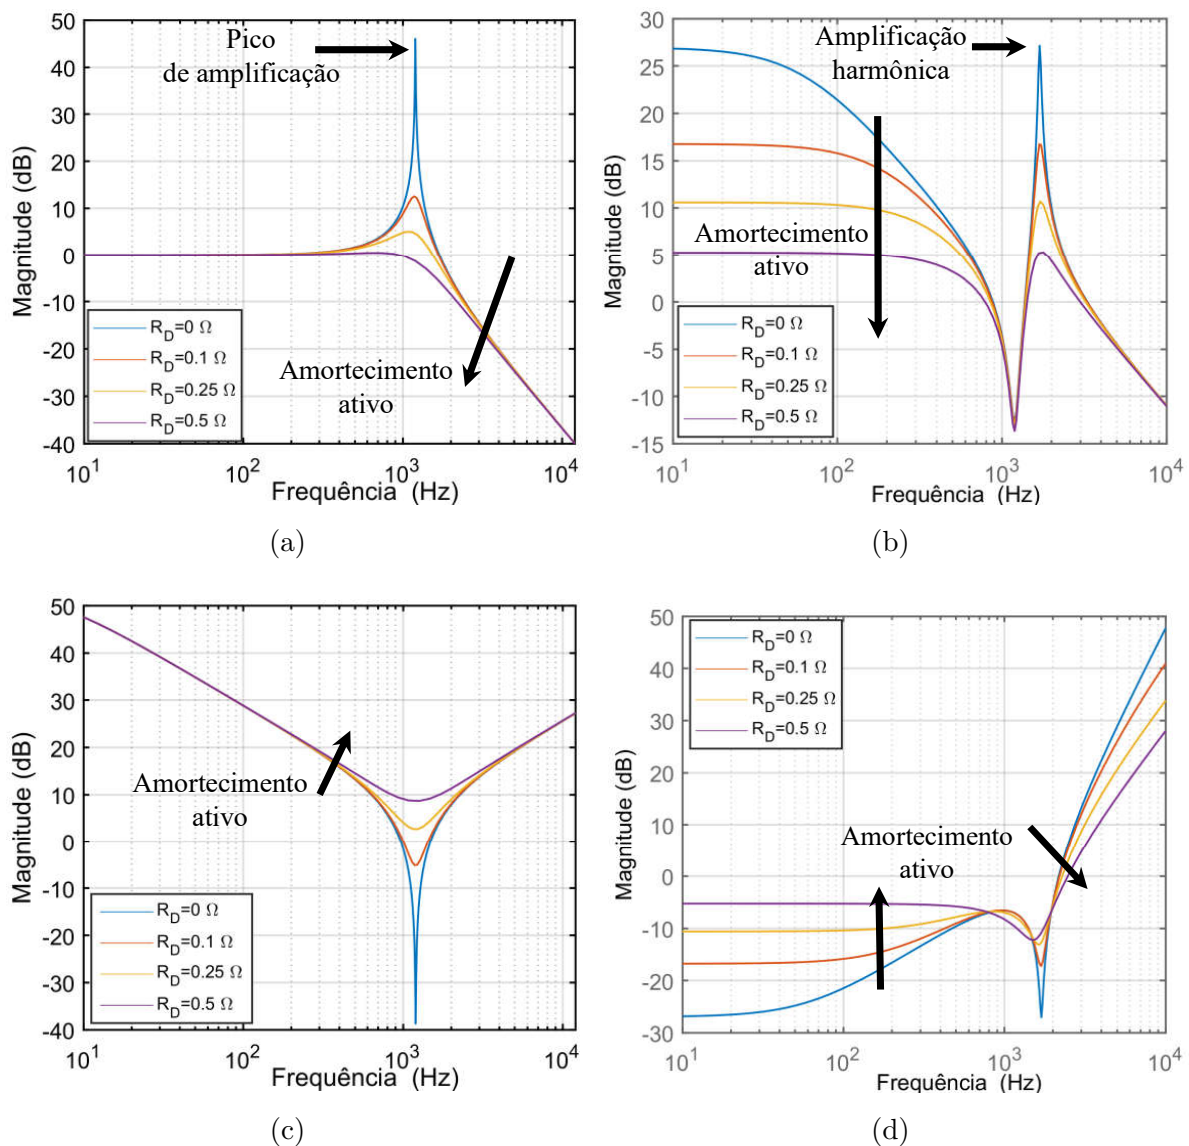 50
40
30
20
10
0
-10
-20
-30
-40
Magnitude (dB)
Pico
de amplificação
Amortecimento
ativo
R_D=0 Ω
R_D=0.1 Ω
R_D=0.25 Ω
R_D=0.5 Ω
10^1
10^2
10^3
10^4
Frequência (Hz)
(a)
30
25
20
15
10
5
0
-5
-10
-15
Magnitude (dB)
Amplificação
harmônica
Amortecimento
ativo
R_D=0 Ω
R_D=0.1 Ω
R_D=0.25 Ω
R_D=0.5 Ω
10^1
10^2
10^3
10^4
Frequência (Hz)
(b)
50
40
30
20
10
0
-10
-20
-30
-40
Magnitude (dB)
Amortecimento
ativo
R_D=0 Ω
R_D=0.1 Ω
R_D=0.25 Ω
R_D=0.5 Ω
10^1
10^2
10^3
10^4
Frequência (Hz)
(c)
50
40
30
20
10
0
-10
-20
-30
Magnitude (dB)
R_D=0 Ω
R_D=0.1 Ω
R_D=0.25 Ω
R_D=0.5 Ω
Amortecimento
ativo
10^1
10^2
10^3
10^4
Frequência (Hz)
(d)